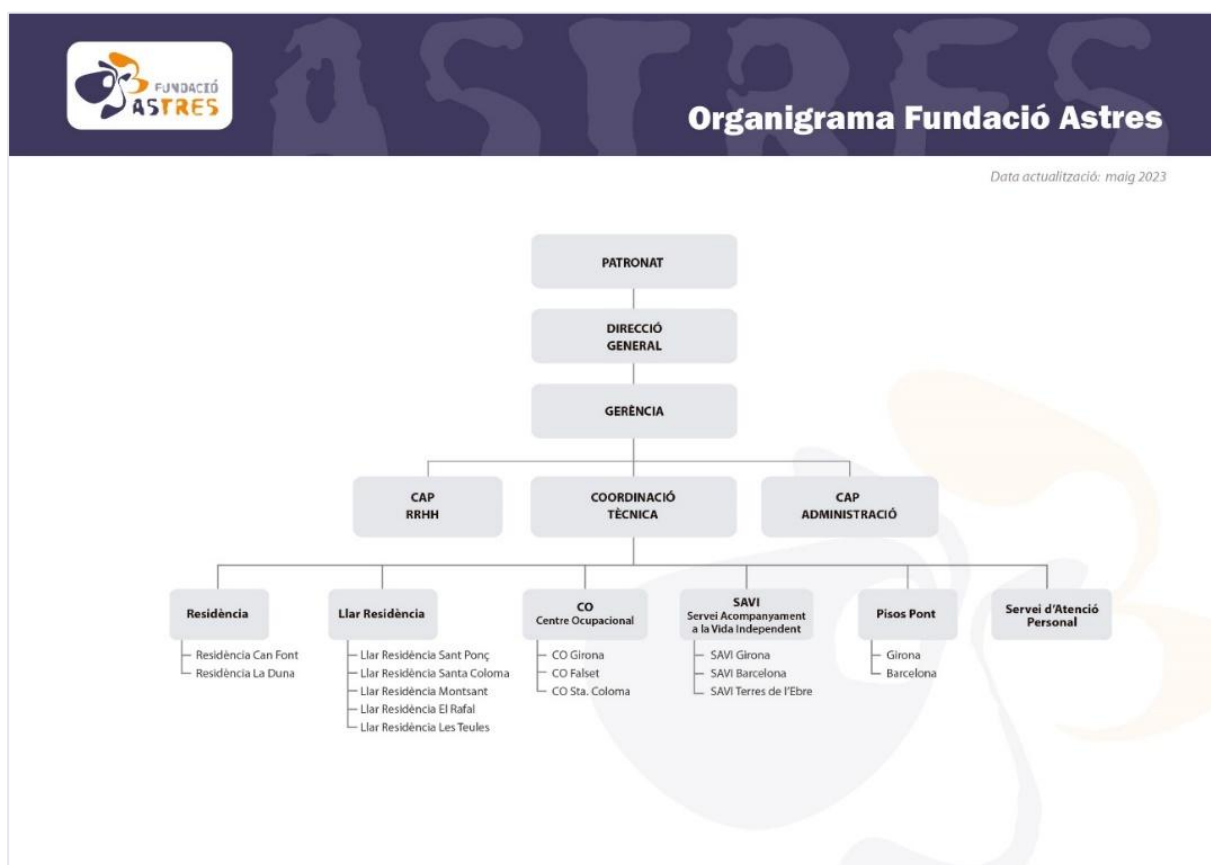 ASTRES
FUNDACIÓ
ASTRES
Organigrama Fundació Astres
Data actualització: maig 2023
PATRONAT
DIRECCIÓ
GENERAL
GERÈNCIA
CAP
RRHH
COORDINACIÓ
TÈCNICA
CAP
ADMINISTRACIÓ
Residència
Residència Can Font
Residència La Duna
Llar Residència
Llar Residència Sant Ponç
Llar Residència Santa Coloma
Llar Residència Montsant
Llar Residència El Rafal
Llar Residència Les Teules
CO
Centre Ocupacional
CO Girona
CO Falset
CO Sta. Coloma
SAVI
Servei Acompanyament
a la Vida Independent
SAVI Girona
SAVI Barcelona
SAVI Terres de l'Ebre
Pisos Pont
Girona
Barcelona
Servei d'Atenció
Personal